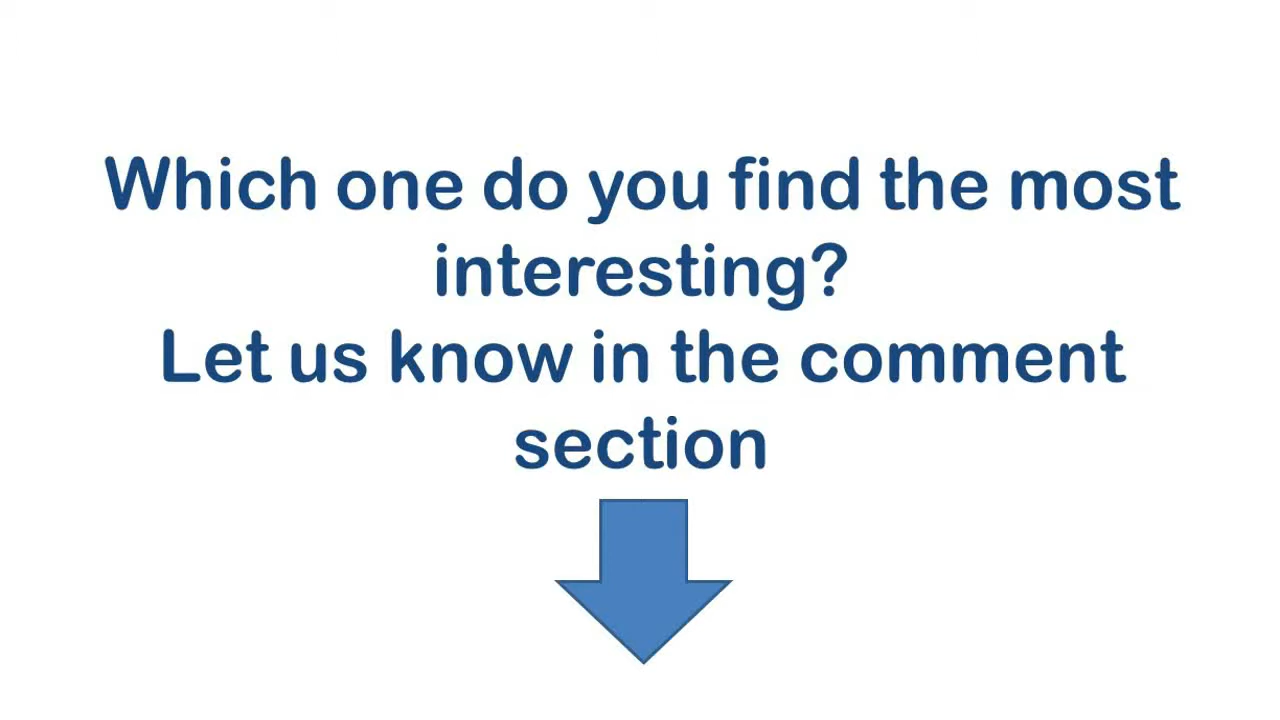 Which one do you find the most
interesting?
Let us know in the comment
section